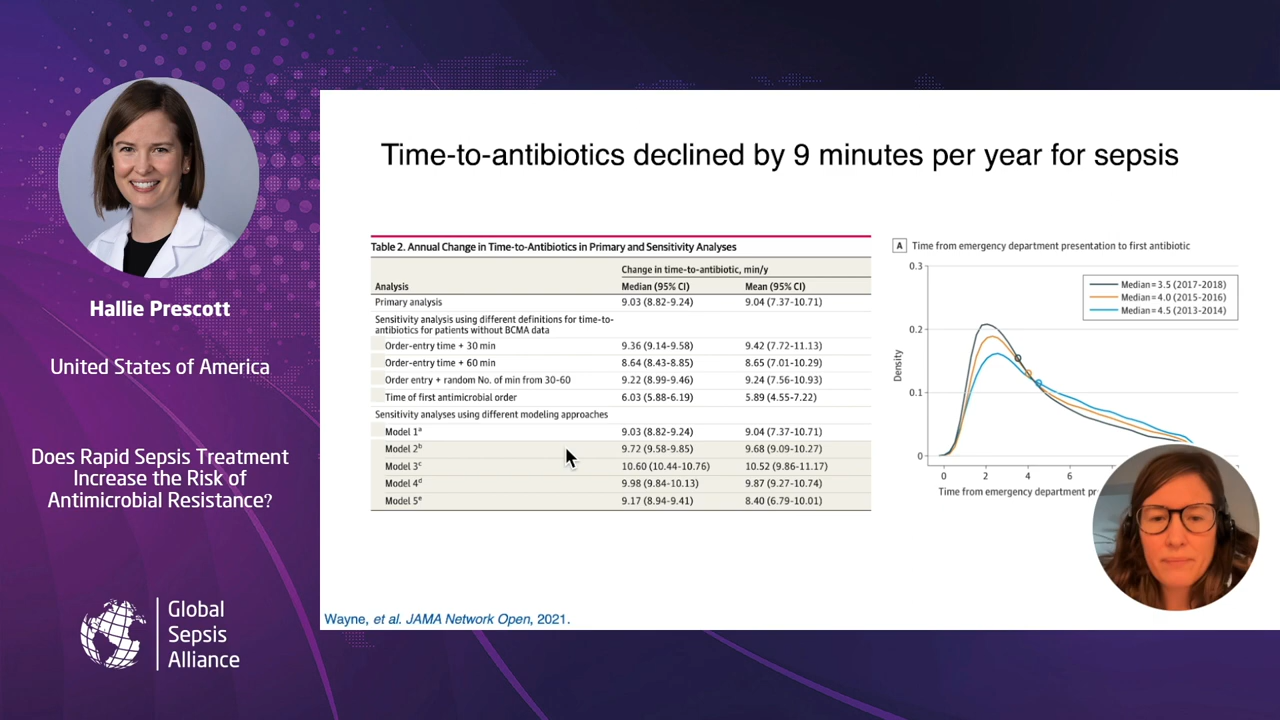 Hallie Prescott
United States of America
Does Rapid Sepsis Treatment
Increase the Risk of
Antimicrobial Resistance?
Global
Sepsis
Alliance
Time-to-antibiotics declined by 9 minutes per year for sepsis
Table 2. Annual Change in Time-to-Antibiotics in Primary and Sensitivity Analyses
Change in time-to-antibiotic, min/y
Analysis Median (95% CI) Mean (95% CI)
Primary analysis 9.03 (8.82-9.24) 9.04 (7.37-10.71)
Sensitivity analysis using different definitions for time-to-
antibiotics for patients without BCMA data
Order-entry time + 30 min 9.36 (9.14-9.58) 9.42 (7.72-11.13)
Order-entry time + 60 min 8.64 (8.43-8.85) 8.65 (7.01-10.29)
Order entry + random No. of min from 30-60 9.22 (8.99-9.46) 9.24 (7.56-10.93)
Time of first antimicrobial order 6.03 (5.88-6.19) 5.89 (4.55-7.22)
Sensitivity analyses using different modeling approaches
Model 1a 9.03 (8.82-9.24) 9.04 (7.37-10.71)
Model 2b 9.72 (9.58-9.85) 9.68 (9.09-10.27)
Model 3c 10.60 (10.44-10.76) 10.52 (9.86-11.17)
Model 4d 9.98 (9.84-10.13) 9.87 (9.27-10.74)
Model 5e 9.17 (8.94-9.41) 8.40 (6.79-10.01)
A Time from emergency department presentation to first antibiotic
Median=3.5 (2017-2018)
Median=4.0 (2015-2016)
Median=4.5 (2013-2014)
Density
0.3
0.2
0.1
0
0 2 4 6
Time from emergency department pr
Wayne, et al. JAMA Network Open, 2021.